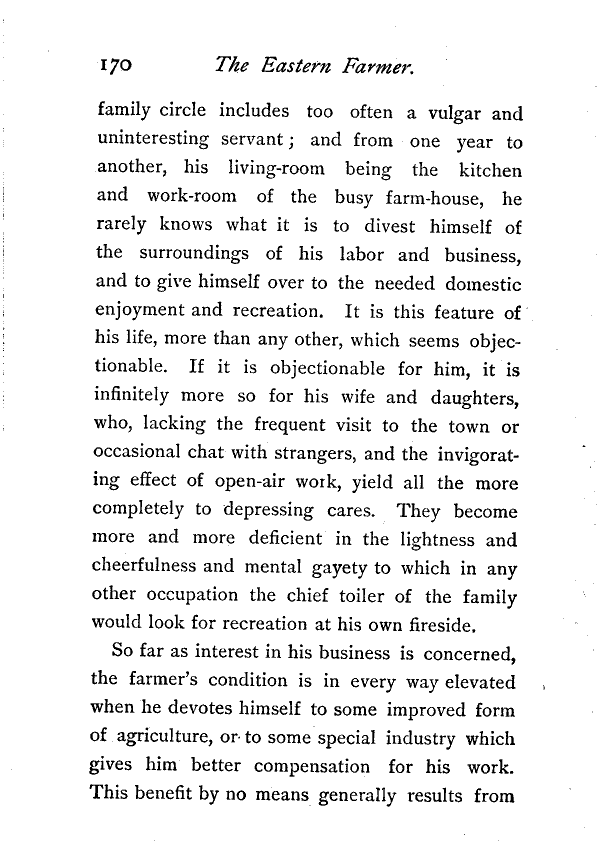 170 The Eastern Farmer.
family circle includes too often a vulgar and
uninteresting servant; and from one year to
another, his living-room being the kitchen
and work-room of the busy farm-house, he
rarely knows what it is to divest himself of
the surroundings of his labor and business,
and to give himself over to the needed domestic
enjoyment and recreation. It is this feature of
his life, more than any other, which seems objec-
tionable. If it is objectionable for him, it is
infinitely more so for his wife and daughters,
who, lacking the frequent visit to the town or
occasional chat with strangers, and the invigorat-
ing effect of open-air work, yield all the more
completely to depressing cares. They become
more and more deficient in the lightness and
cheerfulness and mental gayety to which in any
other occupation the chief toiler of the family
would look for recreation at his own fireside.
So far as interest in his business is concerned,
the farmer's condition is in every way elevated
when he devotes himself to some improved form
of agriculture, or to some special industry which
gives him better compensation for his work.
This benefit by no means generally results from